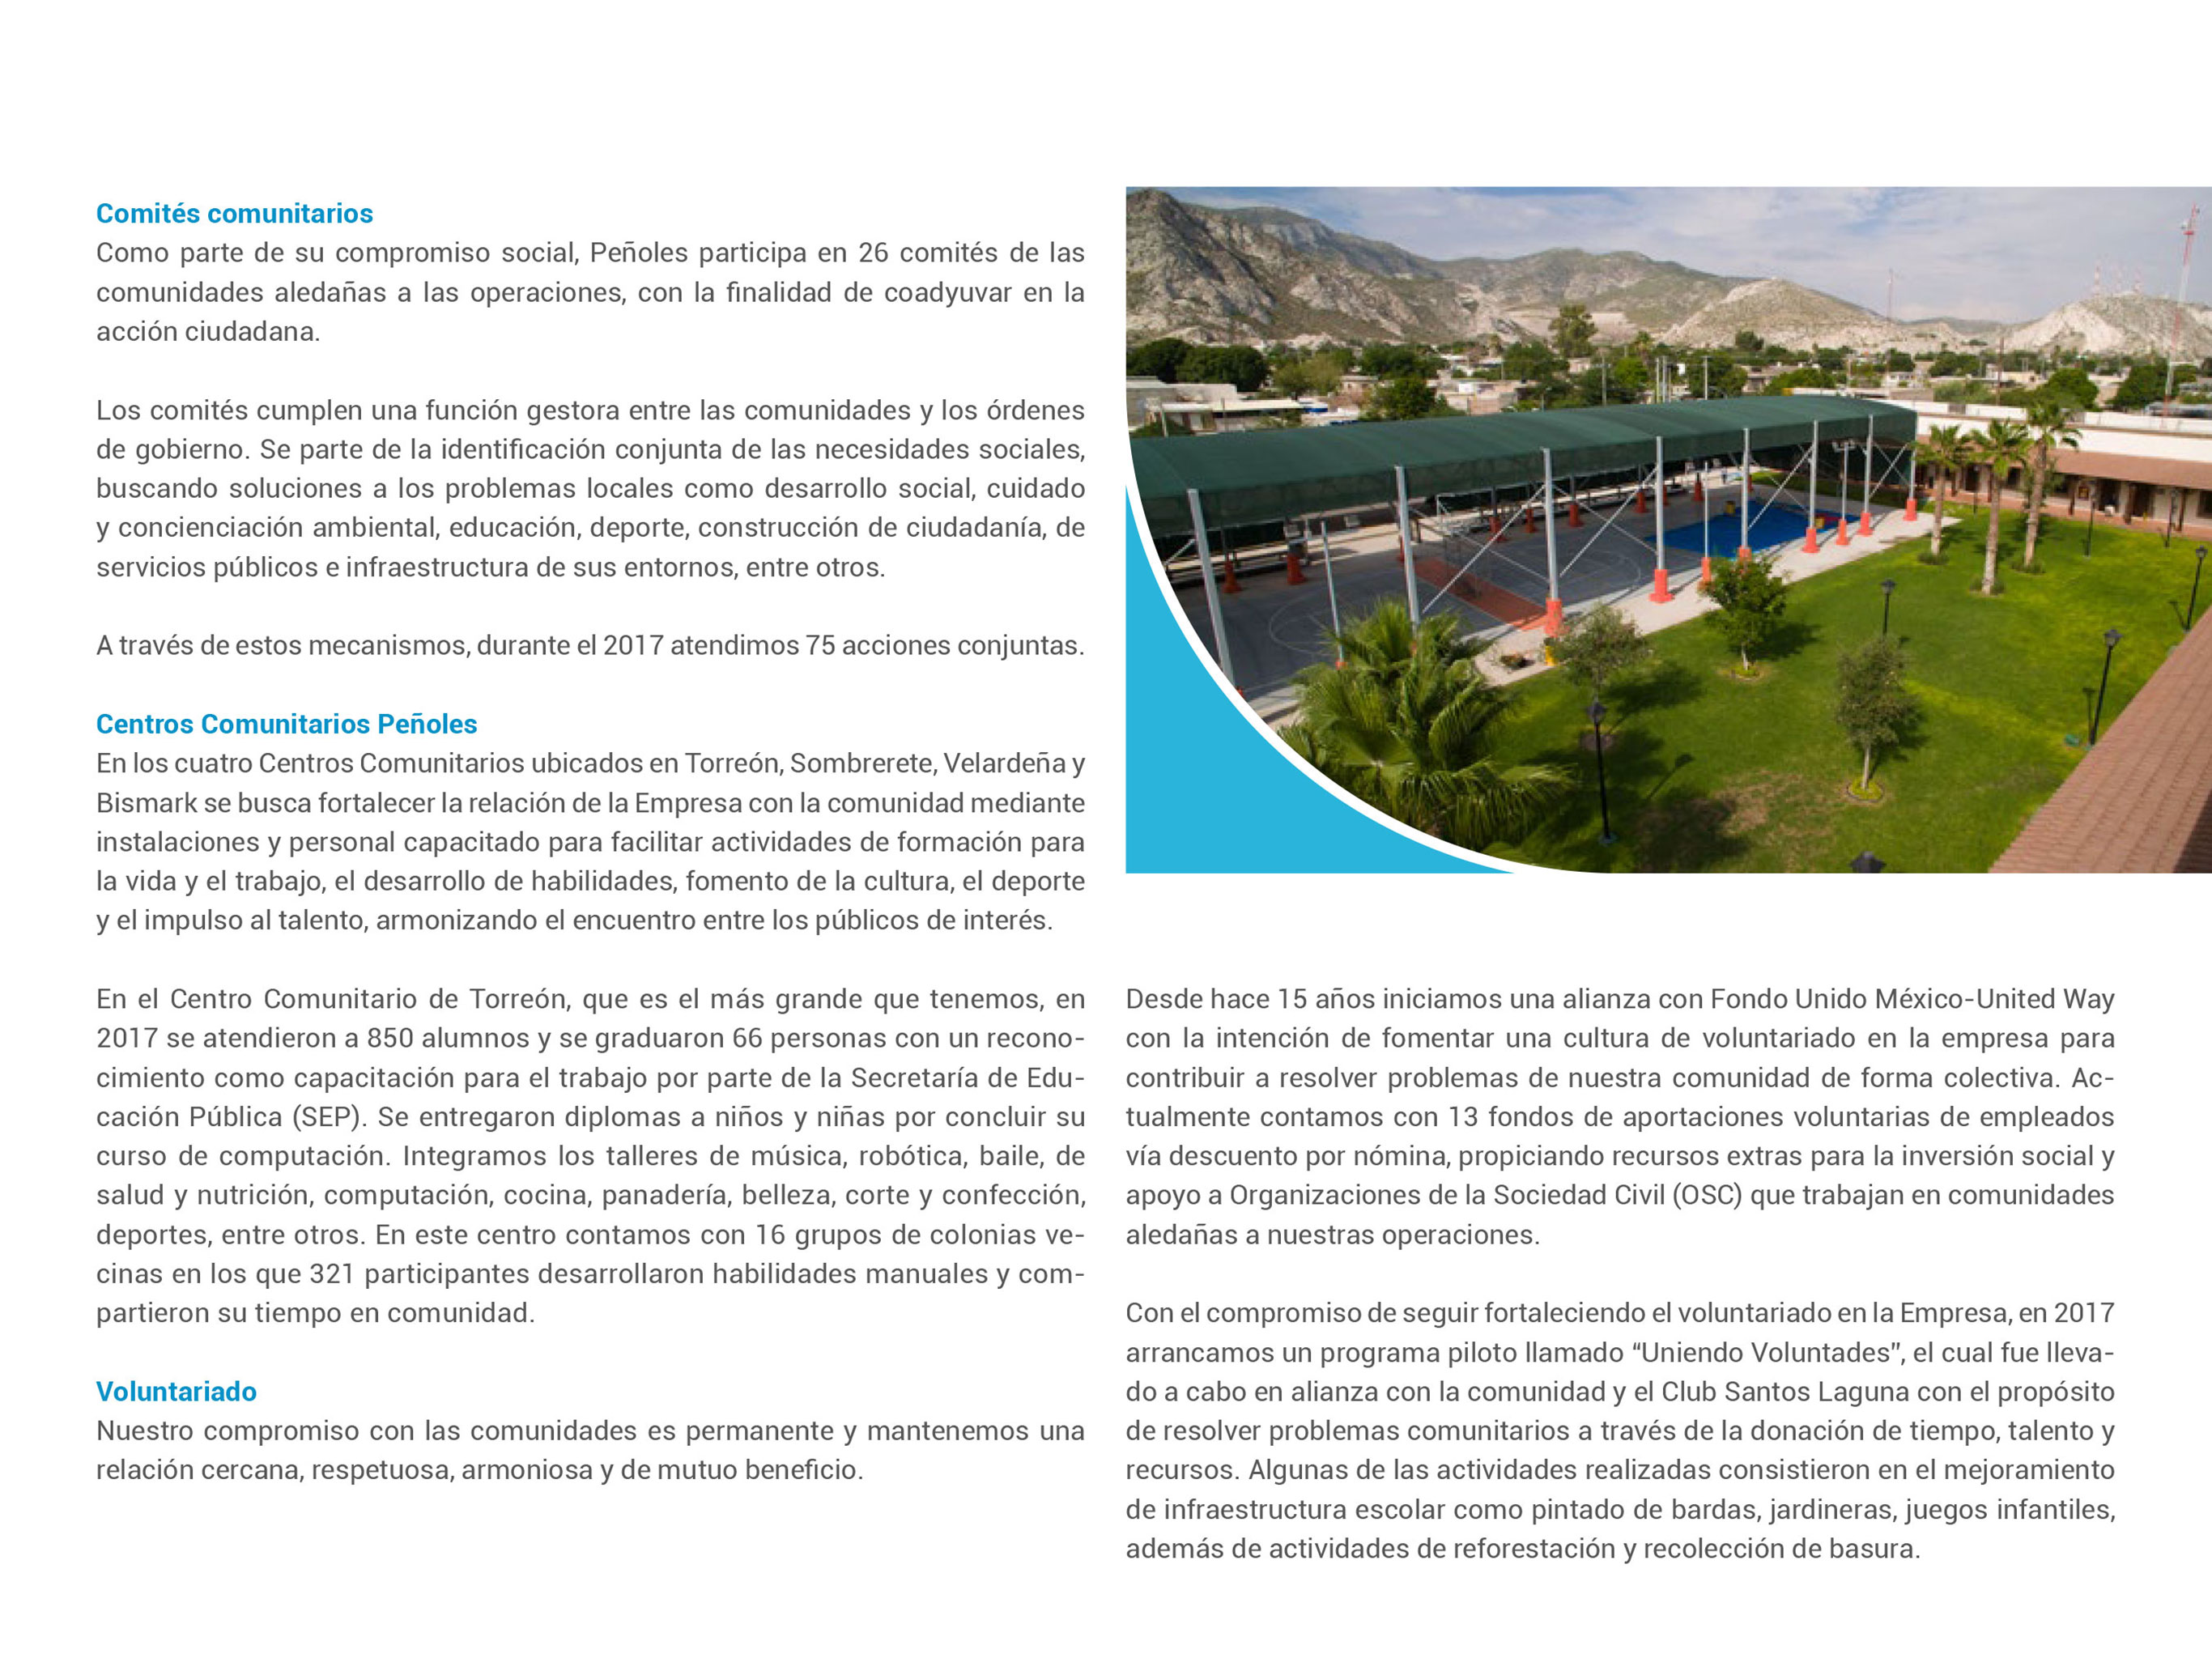 Comités comunitarios
Como parte de su compromiso social, Peñoles participa en 26 comités de las
comunidades aledañas a las operaciones, con la finalidad de coadyuvar en la
acción ciudadana.
Los comités cumplen una función gestora entre las comunidades y los órdenes
de gobierno. Se parte de la identificación conjunta de las necesidades sociales,
buscando soluciones a los problemas locales como desarrollo social, cuidado
y concienciación ambiental, educación, deporte, construcción de ciudadanía, de
servicios públicos e infraestructura de sus entornos, entre otros.
A través de estos mecanismos, durante el 2017 atendimos 75 acciones conjuntas.
Centros Comunitarios Peñoles
En los cuatro Centros Comunitarios ubicados en Torreón, Sombrerete, Velardeña y
Bismark se busca fortalecer la relación de la Empresa con la comunidad mediante
instalaciones y personal capacitado para facilitar actividades de formación para
la vida y el trabajo, el desarrollo de habilidades, fomento de la cultura, el deporte
y el impulso al talento, armonizando el encuentro entre los públicos de interés.
En el Centro Comunitario de Torreón, que es el más grande que tenemos, en
2017 se atendieron a 850 alumnos y se graduaron 66 personas con un recono-
cimiento como capacitación para el trabajo por parte de la Secretaría de Edu-
cación Pública (SEP). Se entregaron diplomas a niños y niñas por concluir su
curso de computación. Integramos los talleres de música, robótica, baile, de
salud y nutrición, computación, cocina, panadería, belleza, corte y confección,
deportes, entre otros. En este centro contamos con 16 grupos de colonias ve-
cinas en los que 321 participantes desarrollaron habilidades manuales y com-
partieron su tiempo en comunidad.
Voluntariado
Nuestro compromiso con las comunidades es permanente y mantenemos una
relación cercana, respetuosa, armoniosa y de mutuo beneficio.
Desde hace 15 años iniciamos una alianza con Fondo Unido México-United Way
con la intención de fomentar una cultura de voluntariado en la empresa para
contribuir a resolver problemas de nuestra comunidad de forma colectiva. Ac-
tualmente contamos con 13 fondos de aportaciones voluntarias de empleados
vía descuento por nómina, propiciando recursos extras para la inversión social y
apoyo a Organizaciones de la Sociedad Civil (OSC) que trabajan en comunidades
aledañas a nuestras operaciones.
Con el compromiso de seguir fortaleciendo el voluntariado en la Empresa, en 2017
arrancamos un programa piloto llamado “Uniendo Voluntades”, el cual fue lleva-
do a cabo en alianza con la comunidad y el Club Santos Laguna con el propósito
de resolver problemas comunitarios a través de la donación de tiempo, talento y
recursos. Algunas de las actividades realizadas consistieron en el mejoramiento
de infraestructura escolar como pintado de bardas, jardineras, juegos infantiles,
además de actividades de reforestación y recolección de basura.